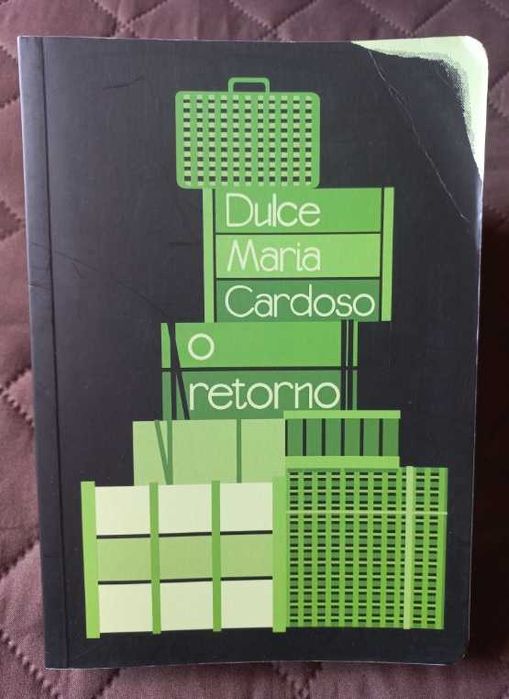 Dulce
Maria
Cardoso
o
retorno